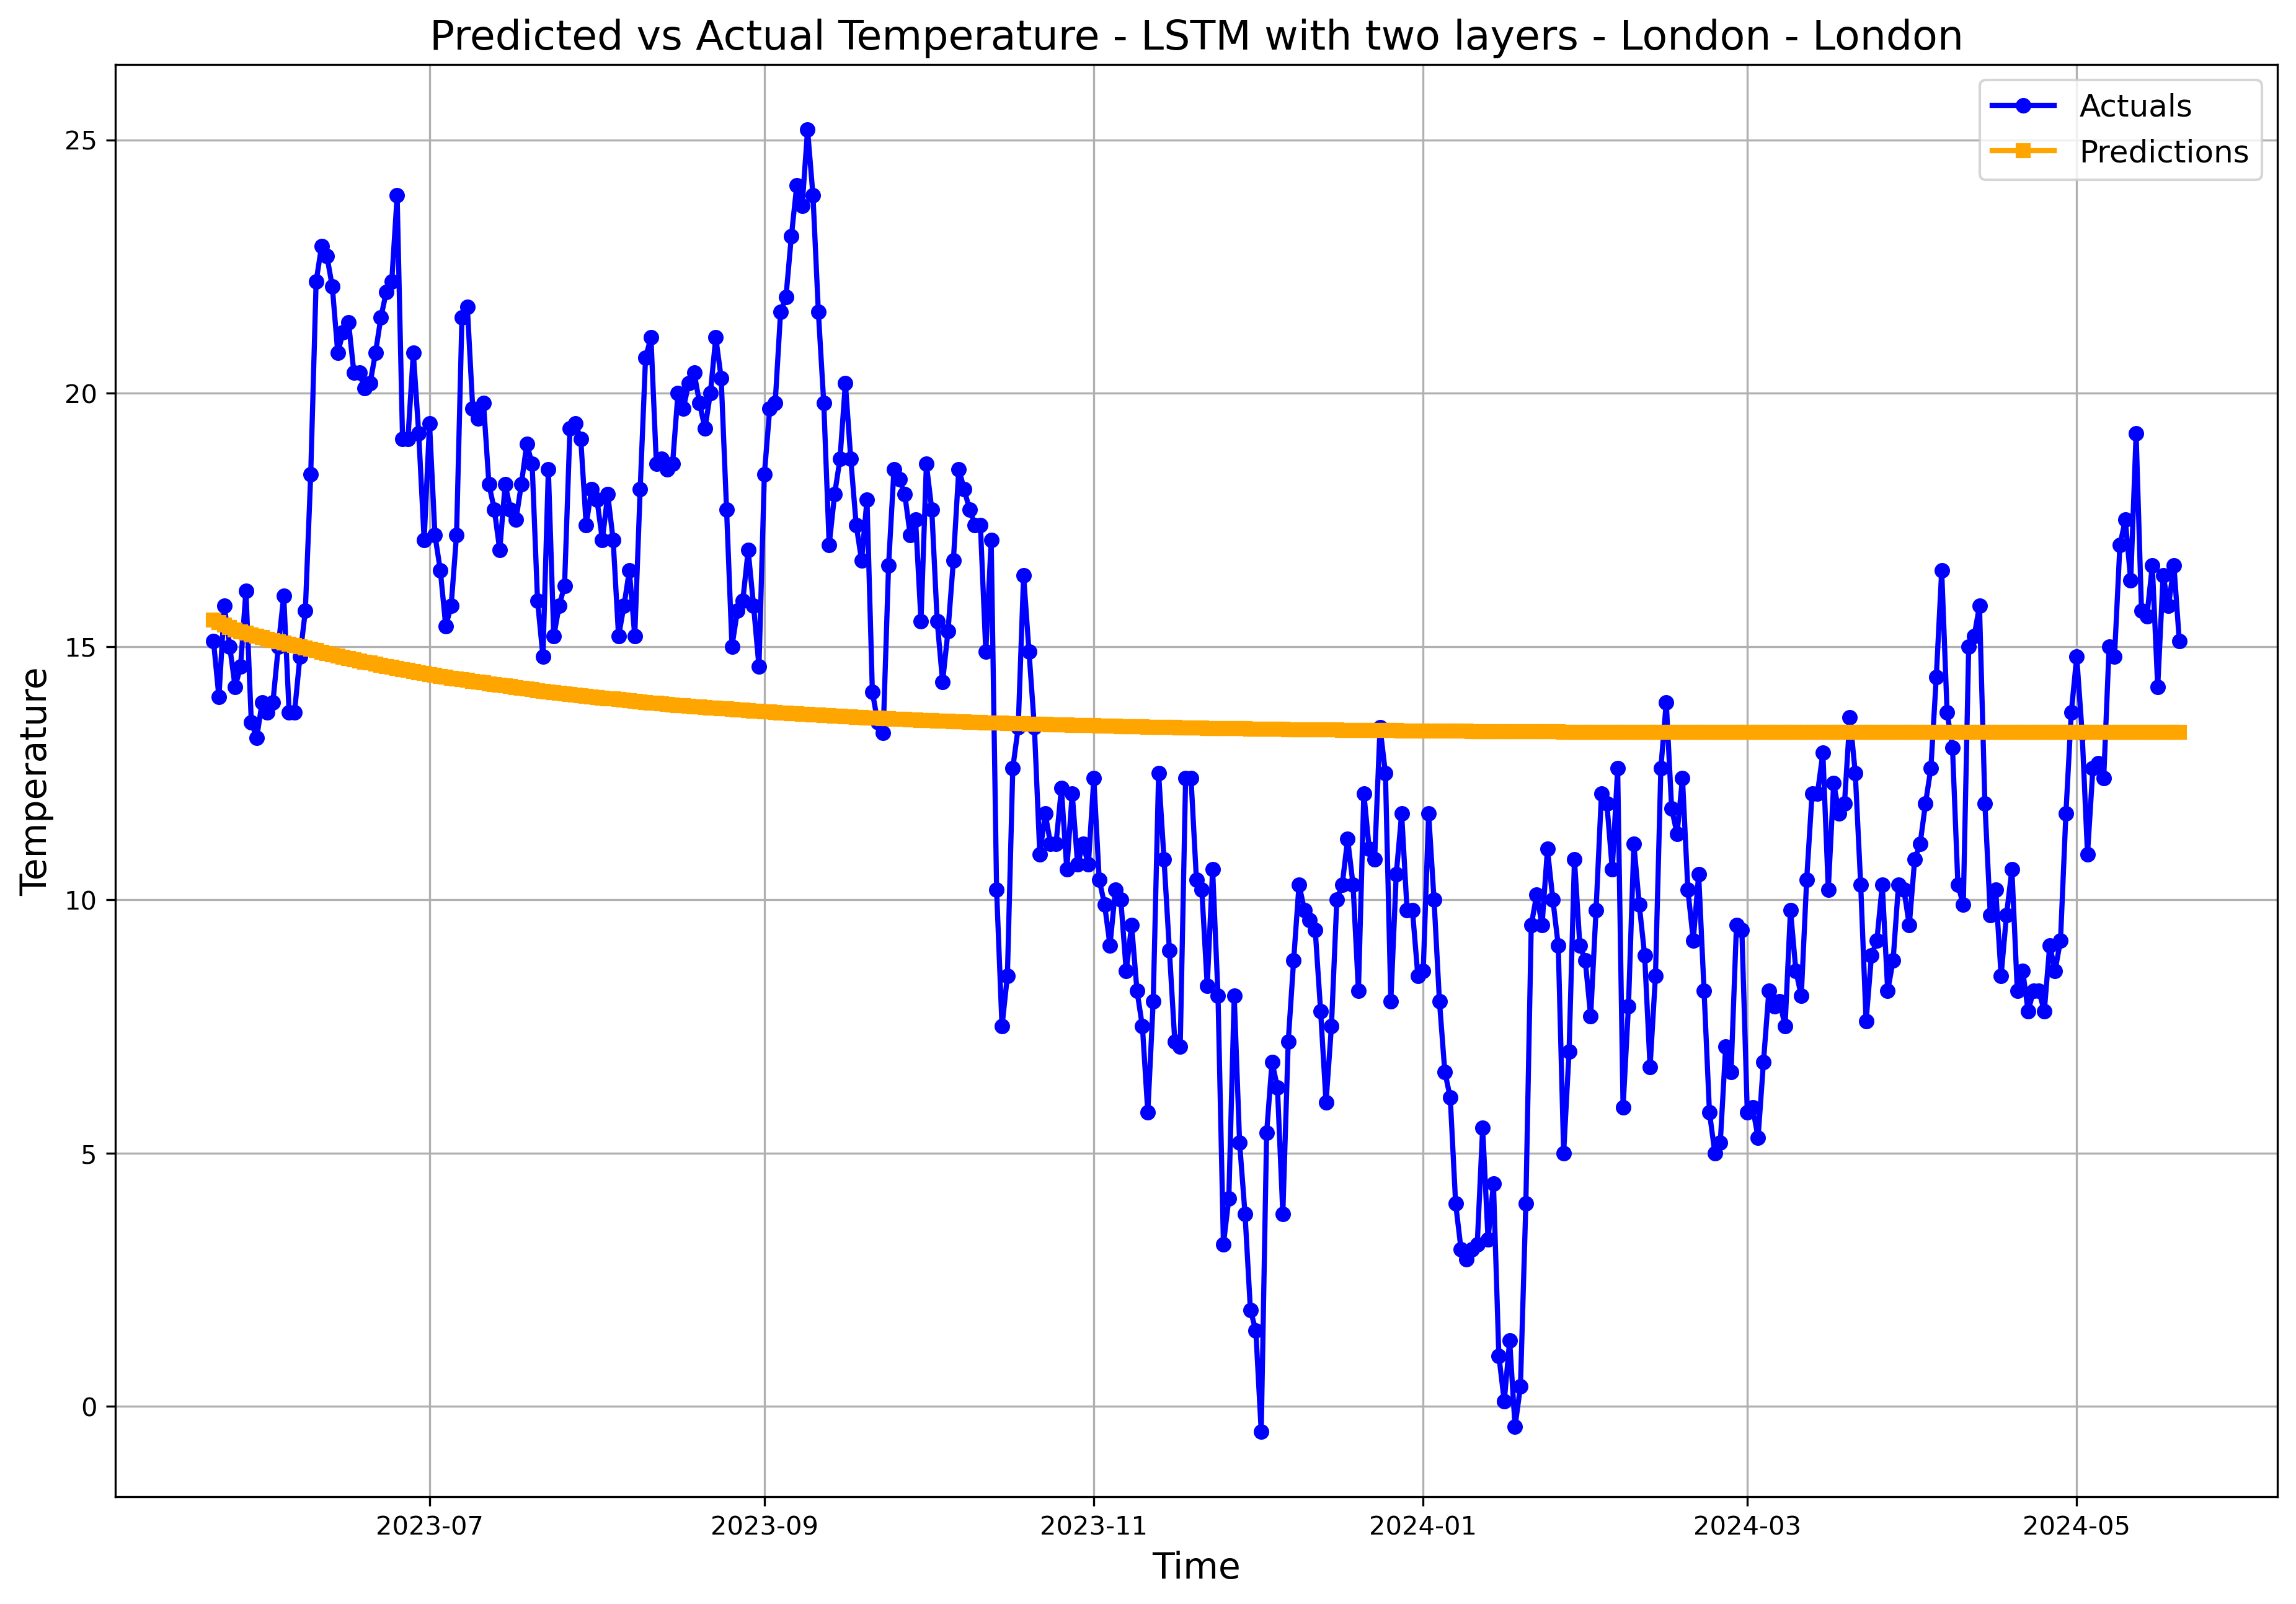 Predicted vs Actual Temperature - LSTM with two layers - London - London
Actuals
Predictions
25
20
15
10
5
0
Temperature
2023-07 2023-09 2023-11 2024-01 2024-03 2024-05
Time